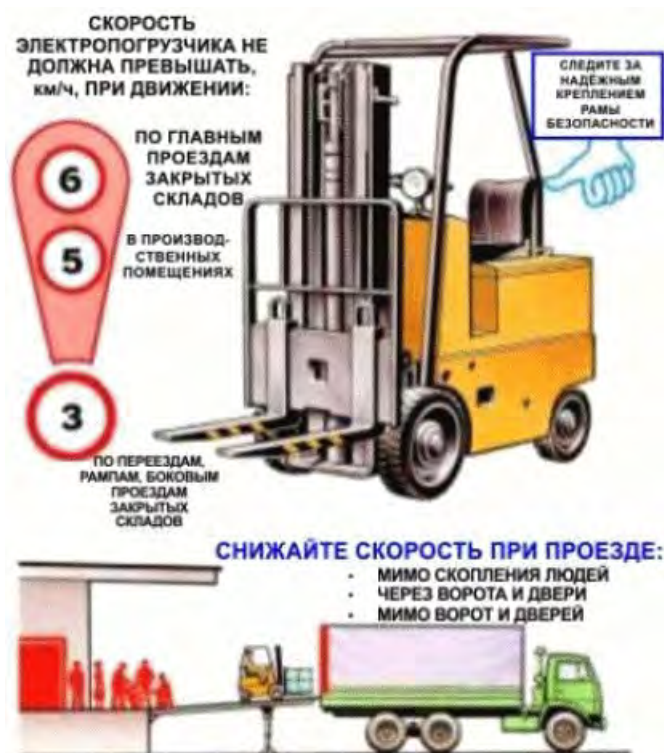 СКОРОСТЬ
ЭЛЕКТРОПОГРУЗЧИКА НЕ
ДОЛЖНА ПРЕВЫШАТЬ,
км/ч, ПРИ ДВИЖЕНИИ:
СЛЕДИТЕ ЗА
НАДЁЖНЫМ
КРЕПЛЕНИЕМ
РАМЫ
БЕЗОПАСНОСТИ
6
ПО ГЛАВНЫМ
ПРОЕЗДАМ
ЗАКРЫТЫХ
СКЛАДОВ
5
В ПРОИЗВОД-
СТВЕННЫХ
ПОМЕЩЕНИЯХ
3
ПО ПЕРЕЕЗДАМ,
РАМПАМ, БОКОВЫМ
ПРОЕЗДАМ
ЗАКРЫТЫХ
СКЛАДОВ
СНИЖАЙТЕ СКОРОСТЬ ПРИ ПРОЕЗДЕ:
· МИМО СКОПЛЕНИЯ ЛЮДЕЙ
· ЧЕРЕЗ ВОРОТА И ДВЕРИ
· МИМО ВОРОТ И ДВЕРЕЙ